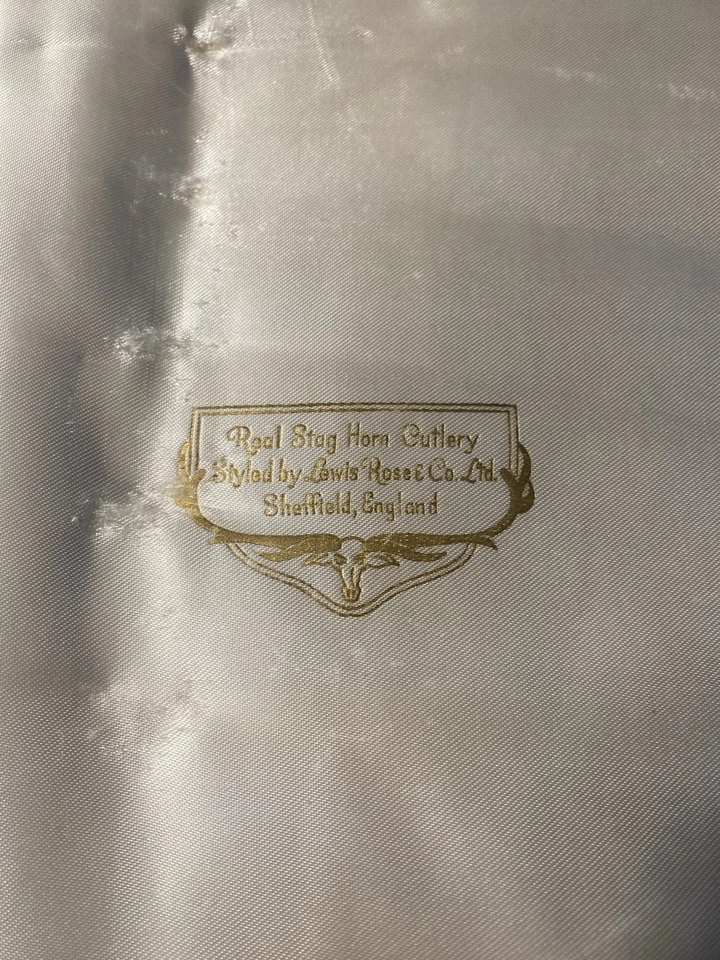 Real Stag Horn Cutlery
Styled by Lewis Rose & Co. Ltd.
Sheffield, England